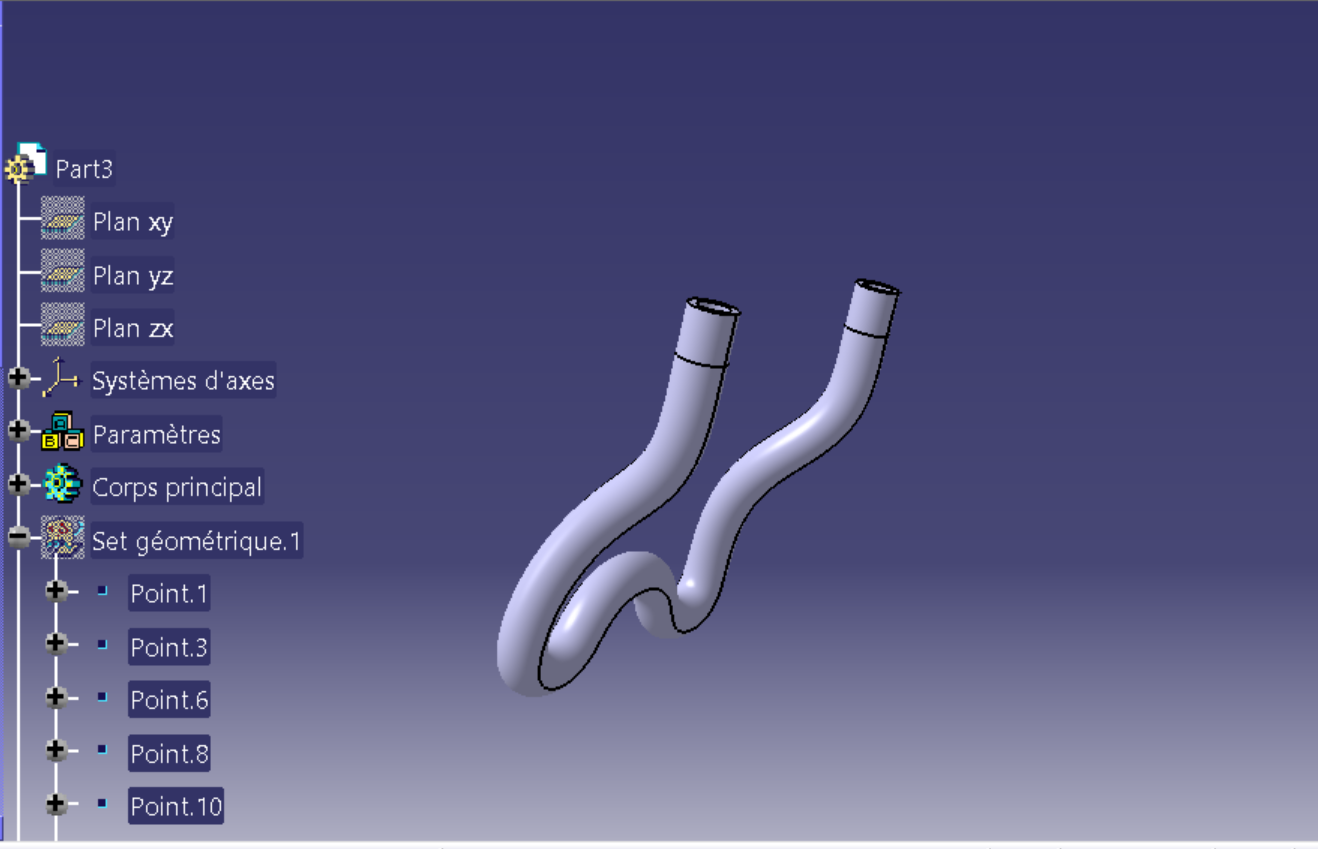 Part3
Plan xy
Plan yz
Plan zx
Systèmes d'axes
Paramètres
Corps principal
Set géométrique.1
Point.1
Point.3
Point.6
Point.8
Point.10